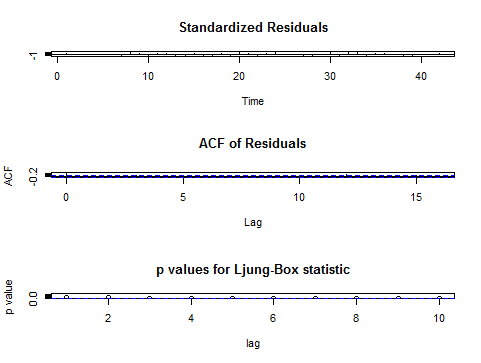 Standardized Residuals
-1
0 10 20 30 40
Time
ACF of Residuals
ACF
-0.2
0 5 10 15
Lag
p values for Ljung-Box statistic
p value
0.0
2 4 6 8 10
lag